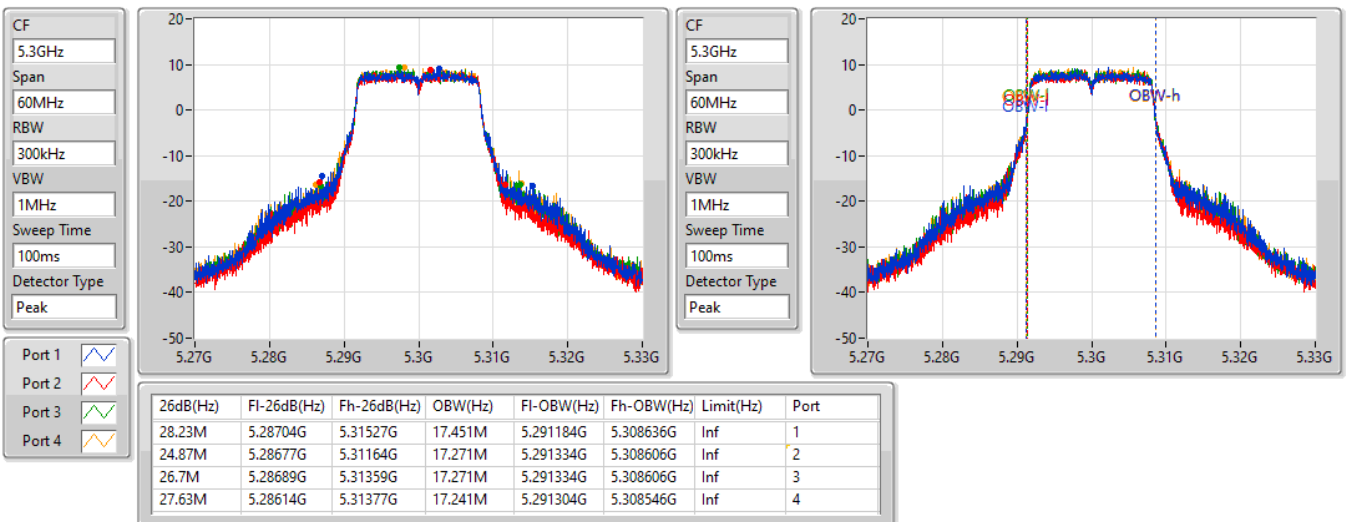 CF
5.3GHz
Span
60MHz
RBW
300kHz
VBW
1MHz
Sweep Time
100ms
Detector Type
Peak
20
10
0
-10
-20
-30
-40
-50
5.27G 5.28G 5.29G 5.3G 5.31G 5.32G 5.33G
CF
5.3GHz
Span
60MHz
RBW
300kHz
VBW
1MHz
Sweep Time
100ms
Detector Type
Peak
20
10
0
-10
-20
-30
-40
-50
OBW-l
OBW-h
5.27G 5.28G 5.29G 5.3G 5.31G 5.32G 5.33G
Port 1
Port 2
Port 3
Port 4
26dB(Hz) Fl-26dB(Hz) Fh-26dB(Hz) OBW(Hz) Fl-OBW(Hz) Fh-OBW(Hz) Limit(Hz) Port
28.23M 5.28704G 5.31527G 17.451M 5.291184G 5.308636G Inf 1
24.87M 5.28677G 5.31164G 17.271M 5.291334G 5.308606G Inf 2
26.7M 5.28689G 5.31359G 17.271M 5.291334G 5.308606G Inf 3
27.63M 5.28614G 5.31377G 17.241M 5.291304G 5.308546G Inf 4